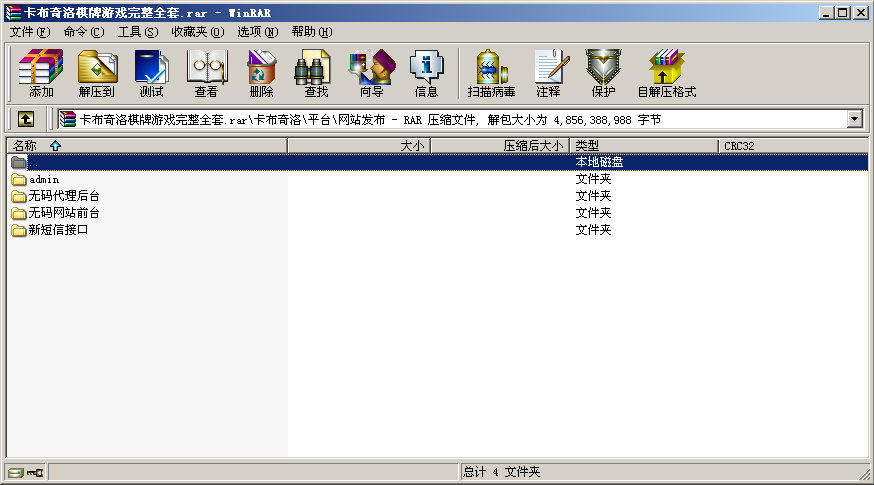 卡布奇洛棋牌游戏完整全套.rar - WinRAR
文件(F) 命令(C) 工具(S) 收藏夹(O) 选项(N) 帮助(H)
添加 解压到 测试 查看 删除 查找 向导 信息 扫描病毒 注释 保护 自解压格式
卡布奇洛棋牌游戏完整全套.rar\卡布奇洛\平台\网站发布 - RAR 压缩文件, 解包大小为 4,856,388,988 字节
名称 大小 压缩后大小 类型 CRC32
.. 本地磁盘
admin 文件夹
无码代理后台 文件夹
无码网站前台 文件夹
新短信接口 文件夹
总计 4 文件夹